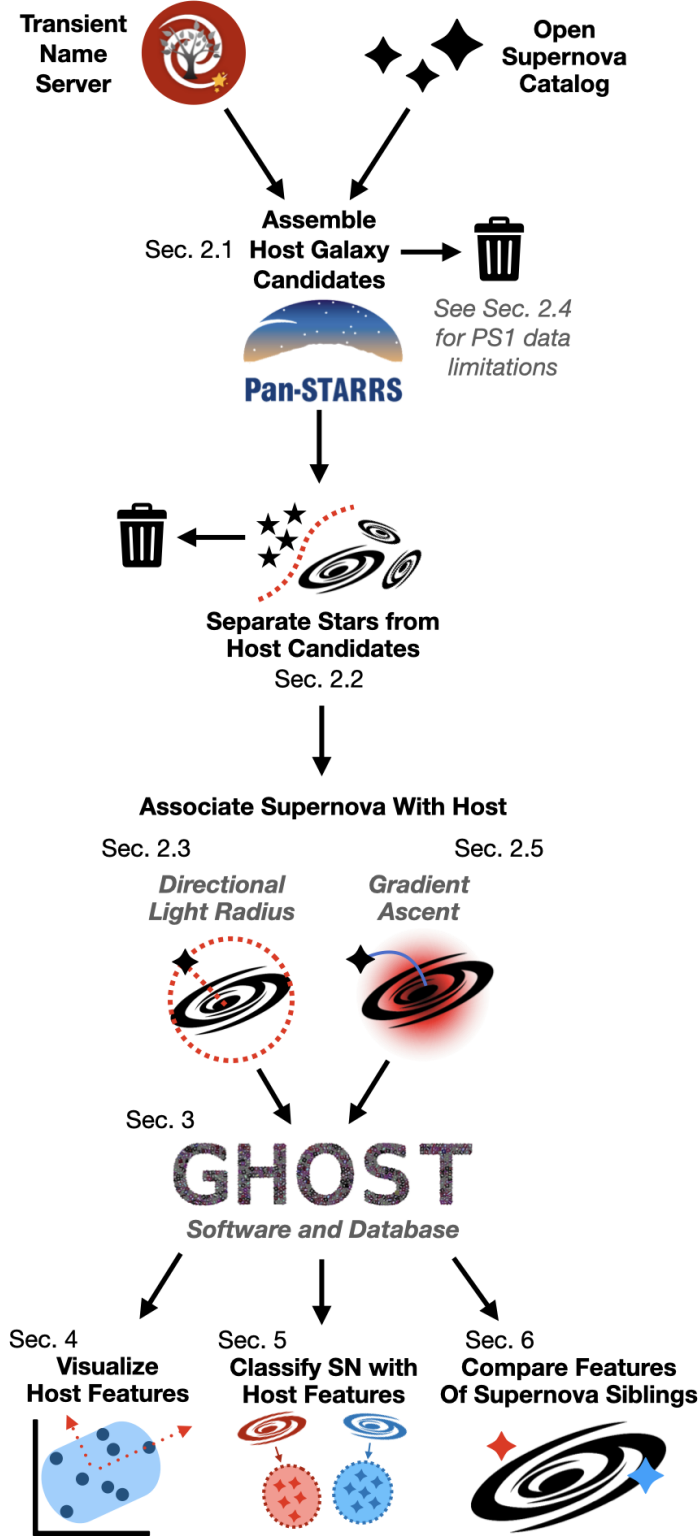 Transient
Name
Server
Open
Supernova
Catalog
Sec. 2.1
Assemble
Host Galaxy
Candidates
See Sec. 2.4
for PS1 data
limitations
Pan-STARRS
Separate Stars from
Host Candidates
Sec. 2.2
Associate Supernova With Host
Sec. 2.3
Directional
Light Radius
Sec. 2.5
Gradient
Ascent
Sec. 3
GHOST
Software and Database
Sec. 4
Visualize
Host Features
Sec. 5
Classify SN with
Host Features
Sec. 6
Compare Features
Of Supernova Siblings